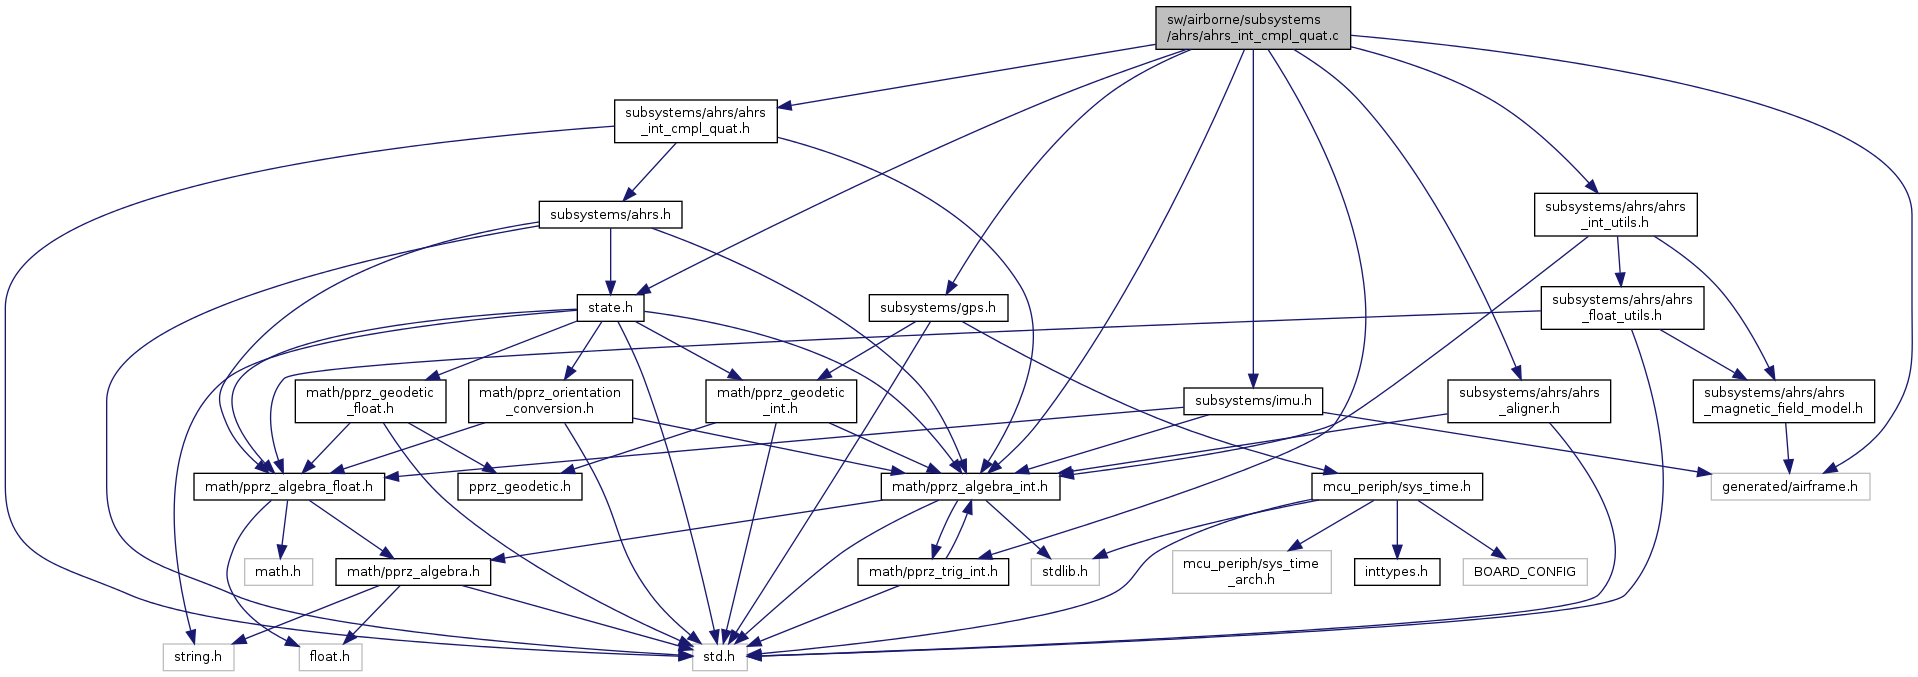 sw/airborne/subsystems
/ahrs/ahrs_int_cmpl_quat.c
subsystems/ahrs/ahrs
_int_cmpl_quat.h
subsystems/ahrs.h
subsystems/ahrs/ahrs
_int_utils.h
state.h
subsystems/gps.h
subsystems/ahrs/ahrs
_float_utils.h
math/pprz_geodetic
_float.h
math/pprz_orientation
_conversion.h
math/pprz_geodetic
_int.h
subsystems/imu.h
subsystems/ahrs/ahrs
_aligner.h
subsystems/ahrs/ahrs
_magnetic_field_model.h
math/pprz_algebra_float.h
pprz_geodetic.h
math/pprz_algebra_int.h
mcu_periph/sys_time.h
generated/airframe.h
math.h
math/pprz_algebra.h
math/pprz_trig_int.h
stdlib.h
mcu_periph/sys_time
_arch.h
inttypes.h
BOARD_CONFIG
string.h
float.h
std.h